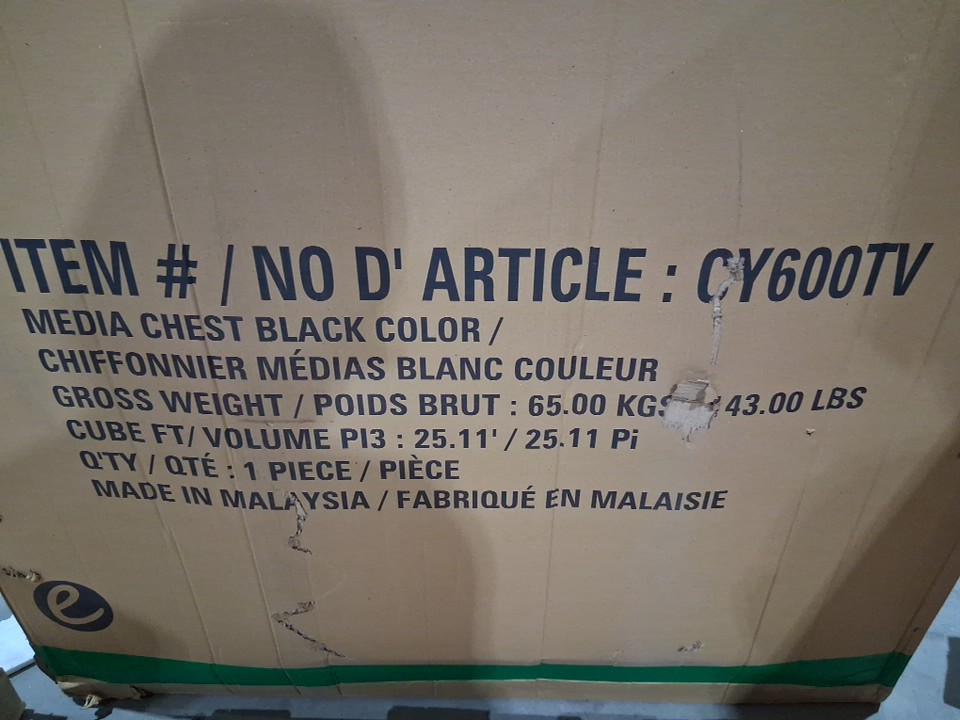 ITEM # / NO D' ARTICLE : CY600TV
MEDIA CHEST BLACK COLOR /
CHIFFONNIER MÉDIAS BLANC COULEUR
GROSS WEIGHT / POIDS BRUT : 65.00 KGS 43.00 LBS
CUBE FT/ VOLUME PI3 : 25.11' / 25.11 Pi
Q'TY / QTÉ : 1 PIECE / PIÈCE
MADE IN MALAYSIA / FABRIQUÉ EN MALAISIE
e